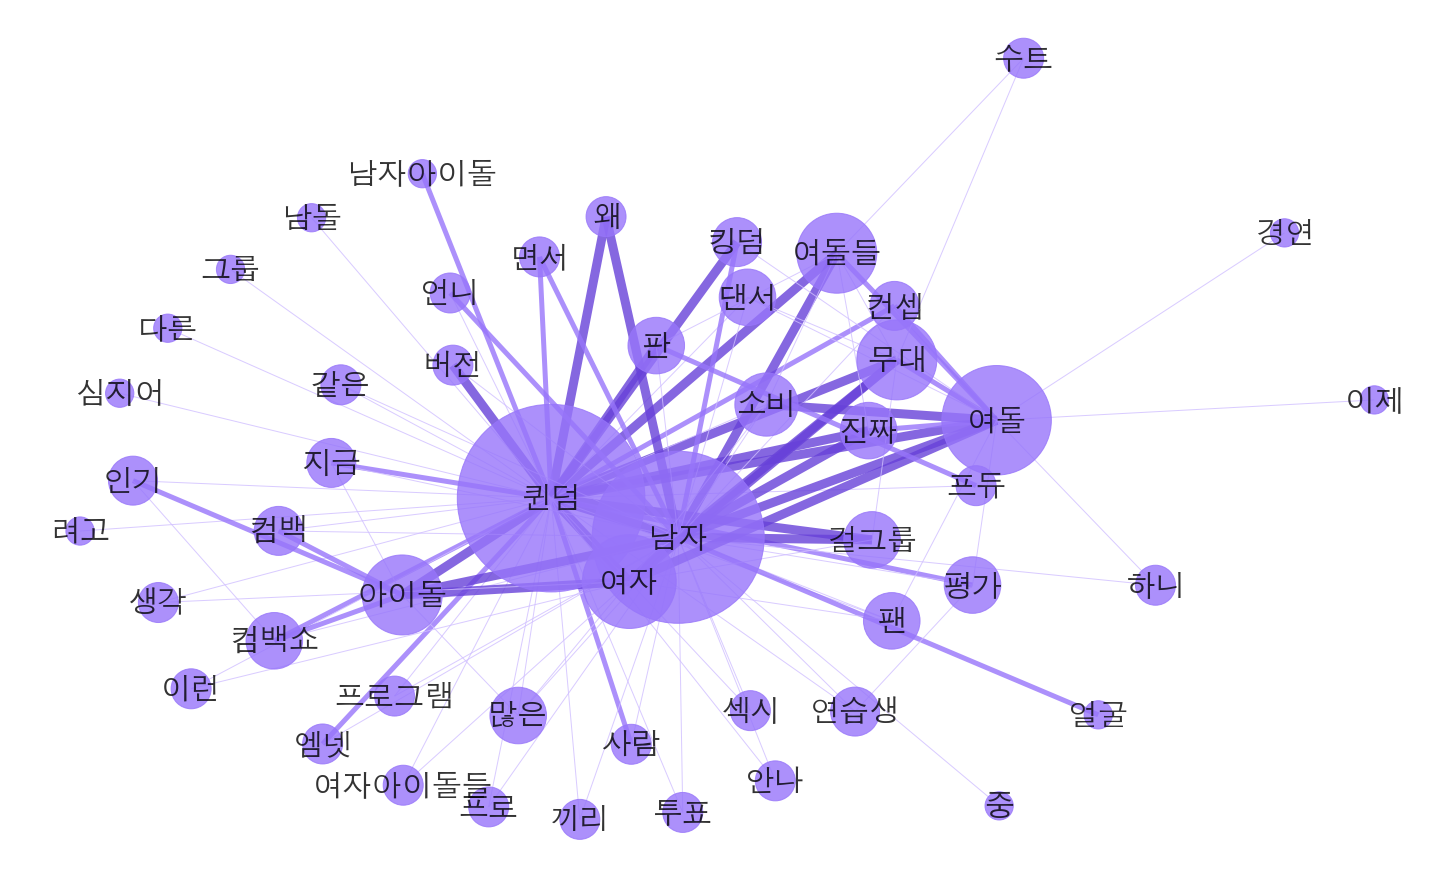 수트
남자아이돌
남돌
왜
킹덤
여돌들
경연
면서
그룹
언니
댄서
컨셉
다른
버전
판
무대
심지어
같은
소비
이제
진짜
여돌
인기
지금
프듀
퀸덤
려고
컴백
남자
걸그룹
생각
아이돌
여자
평가
하니
컴백쇼
팬
이런
프로그램
많은
섹시
연습생
얼굴
엠넷
사람
여자아이돌들
안나
프로
끼리
투표
중